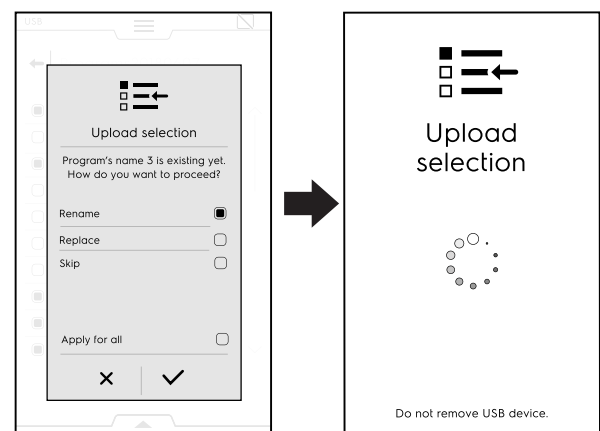 USB
Upload selection
Program's name 3 is existing yet.
How do you want to proceed?
Rename
Replace
Skip
Apply for all
Upload
selection
Do not remove USB device.